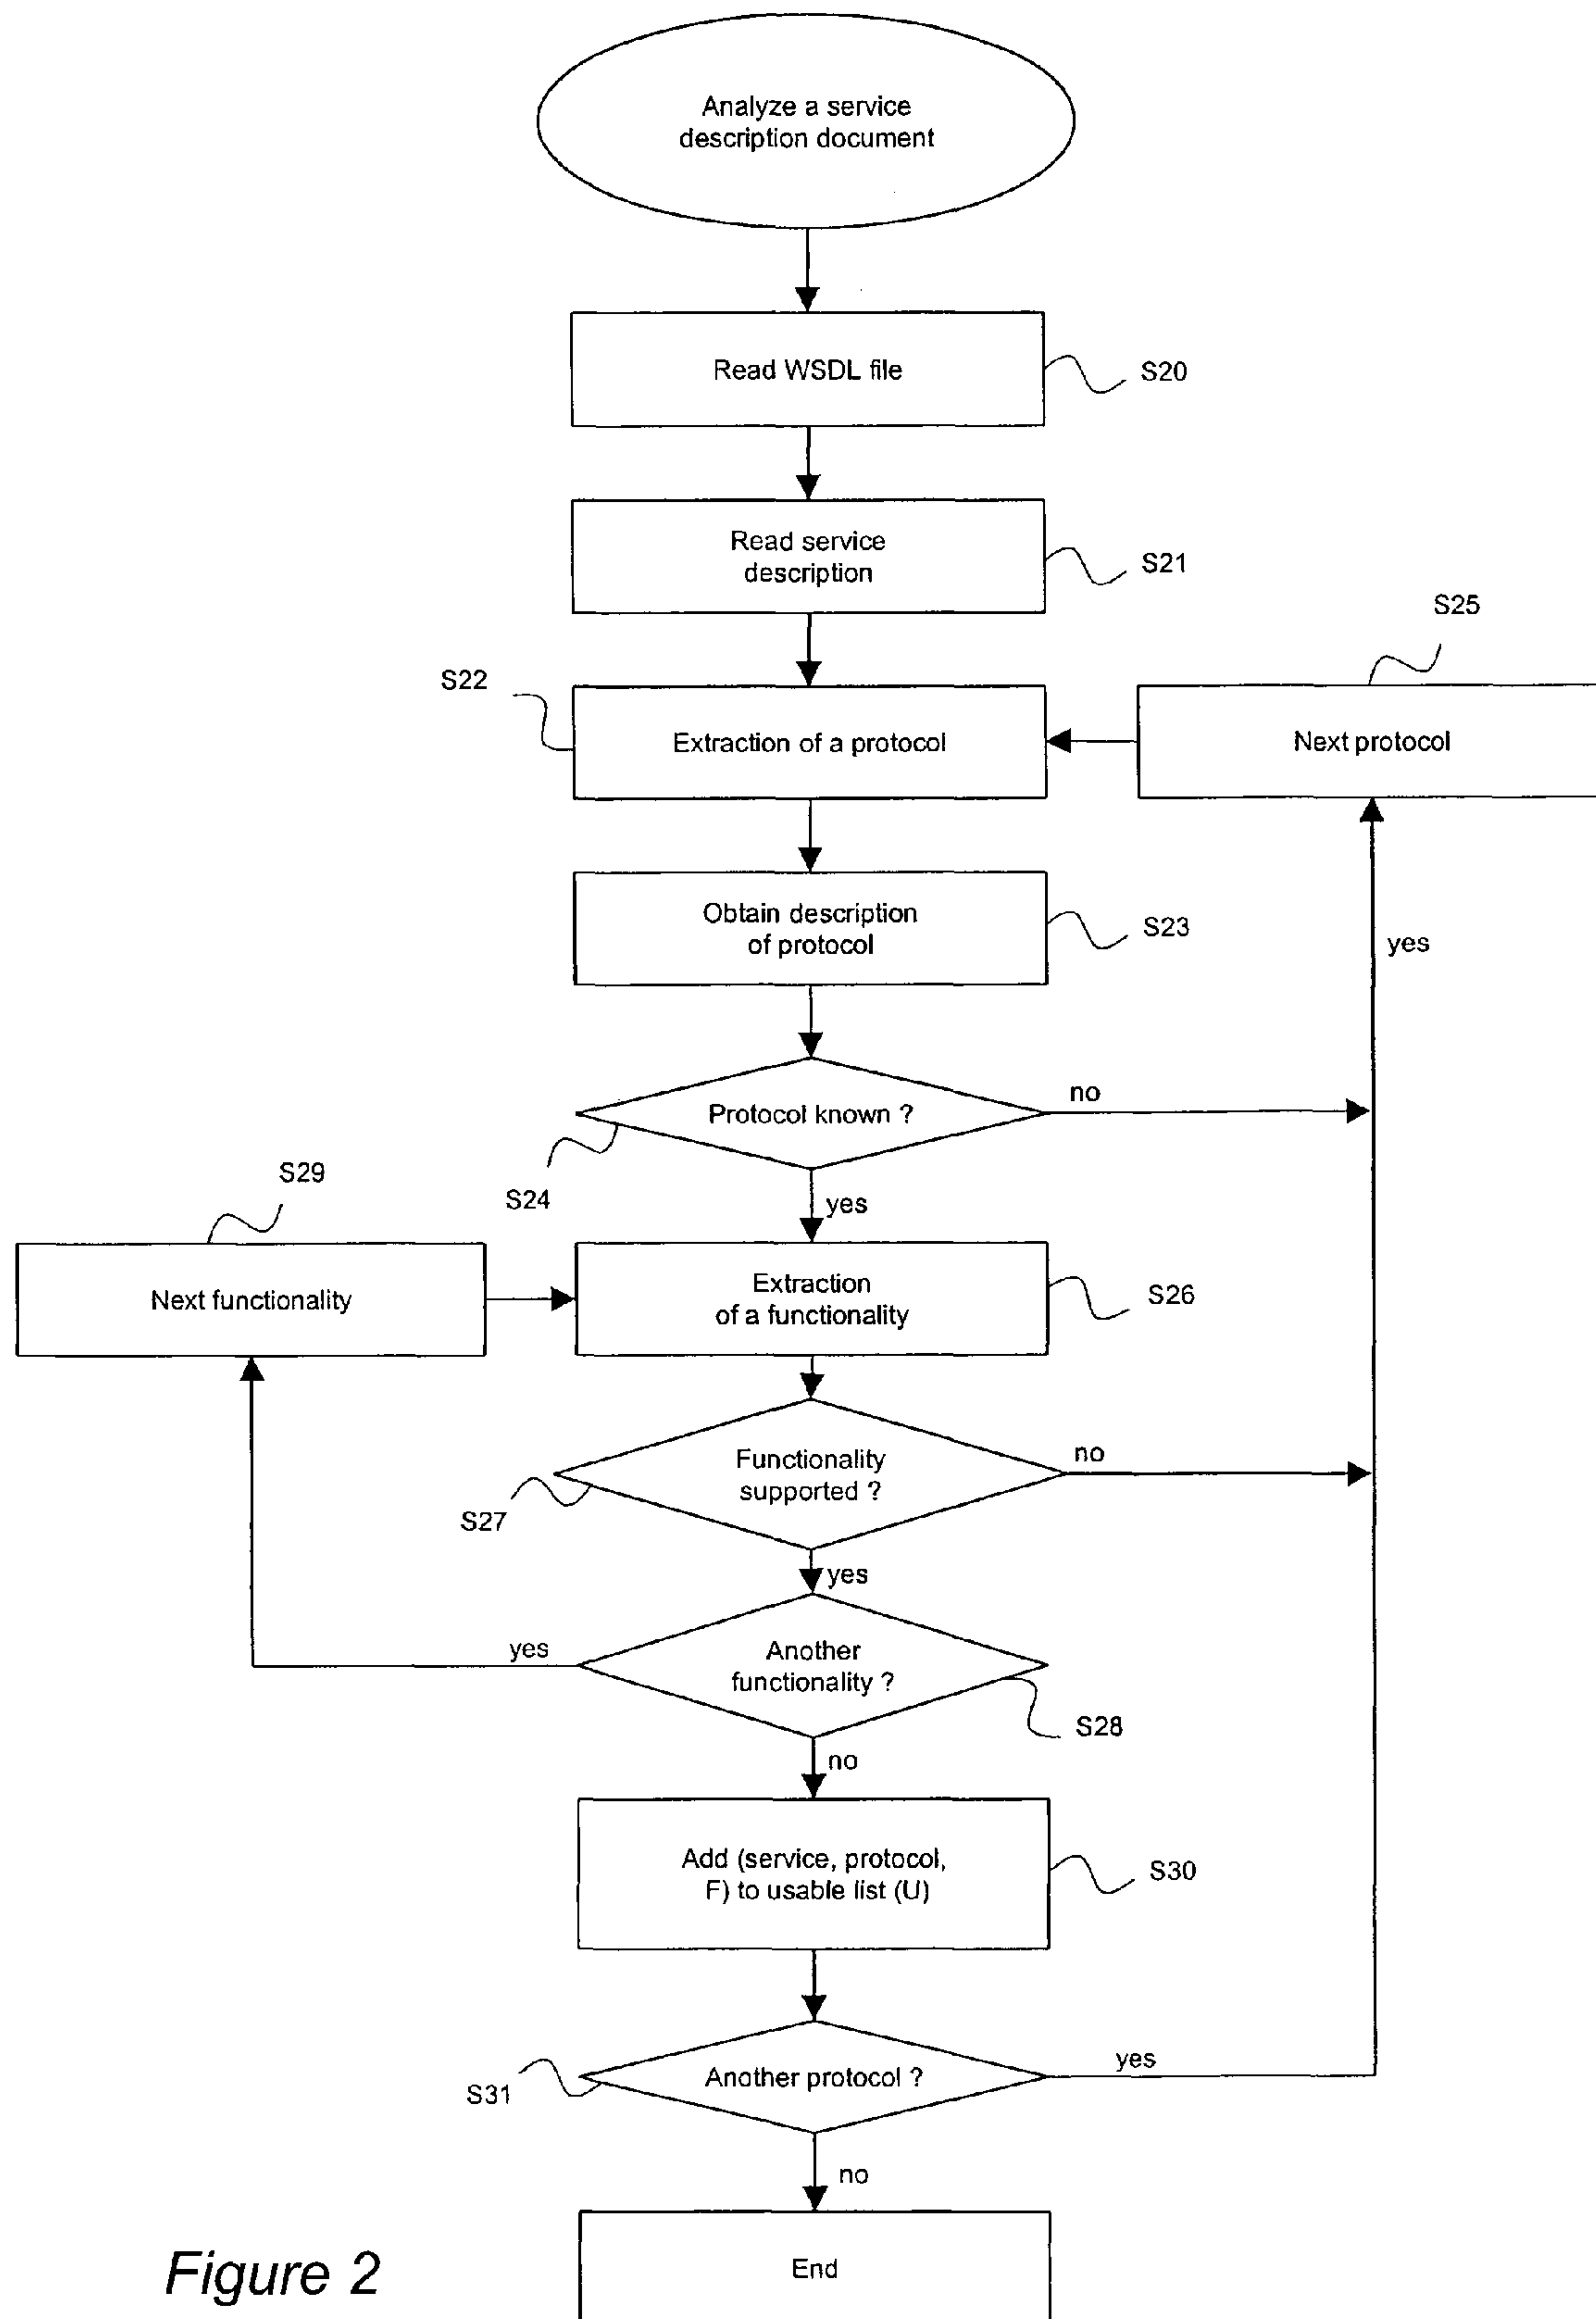 Analyze a service
description document
Read WSDL file
S20
Read service
description
S21
S25
S22
Extraction of a protocol
Next protocol
Obtain description
of protocol
S23
yes
Protocol known ?
no
S24
yes
S29
Next functionality
Extraction
of a functionality
S26
Functionality
supported ?
no
S27
yes
Another
functionality ?
yes
S28
no
Add (service, protocol,
F) to usable list (U)
S30
Another protocol ?
yes
S31
no
End
Figure 2